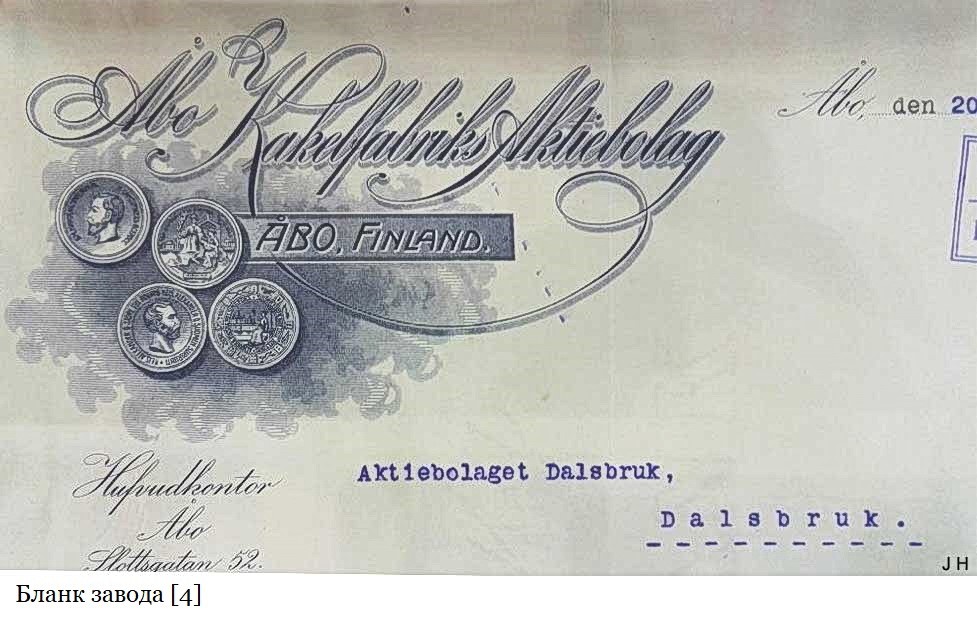 Åbo Kakelfabriks Aktiebolag
Åbo, den 20
ÅBO, FINLAND.
Hufvudkontor
Åbo
Slottsgatan 52.
Aktiebolaget Dalsbruk,
Dalsbruk.
JH
Бланк завода [4]